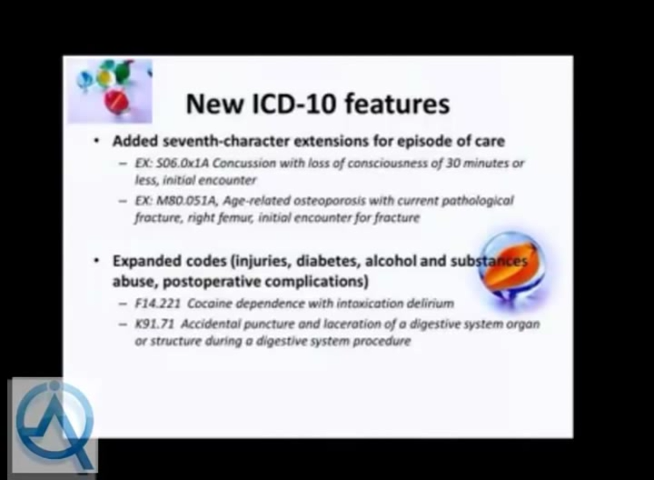 New ICD-10 features
• Added seventh-character extensions for episode of care
– EX: S06.0x1A Concussion with loss of consciousness of 30 minutes or
less, initial encounter
– EX: M80.051A, Age-related osteoporosis with current pathological
fracture, right femur, initial encounter for fracture
• Expanded codes (injuries, diabetes, alcohol and substances
abuse, postoperative complications)
– F14.221 Cocaine dependence with intoxication delirium
– K91.71 Accidental puncture and laceration of a digestive system organ
or structure during a digestive system procedure